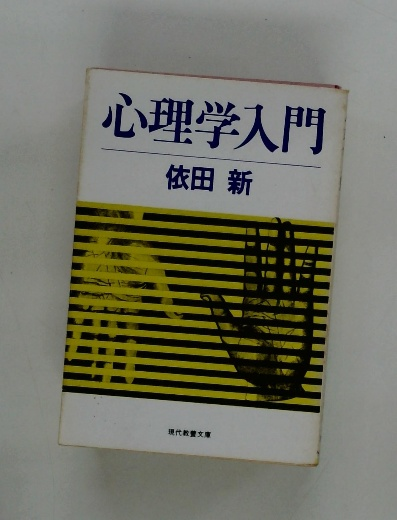 心理学入門
依田 新
現代教養文庫